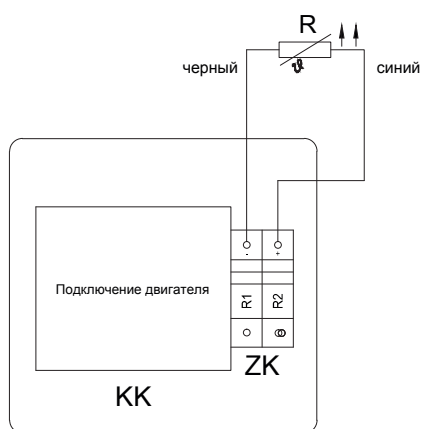 R
черный
ϑ
синий
- +
Подключение двигателя
R1 R2
ZK
KK